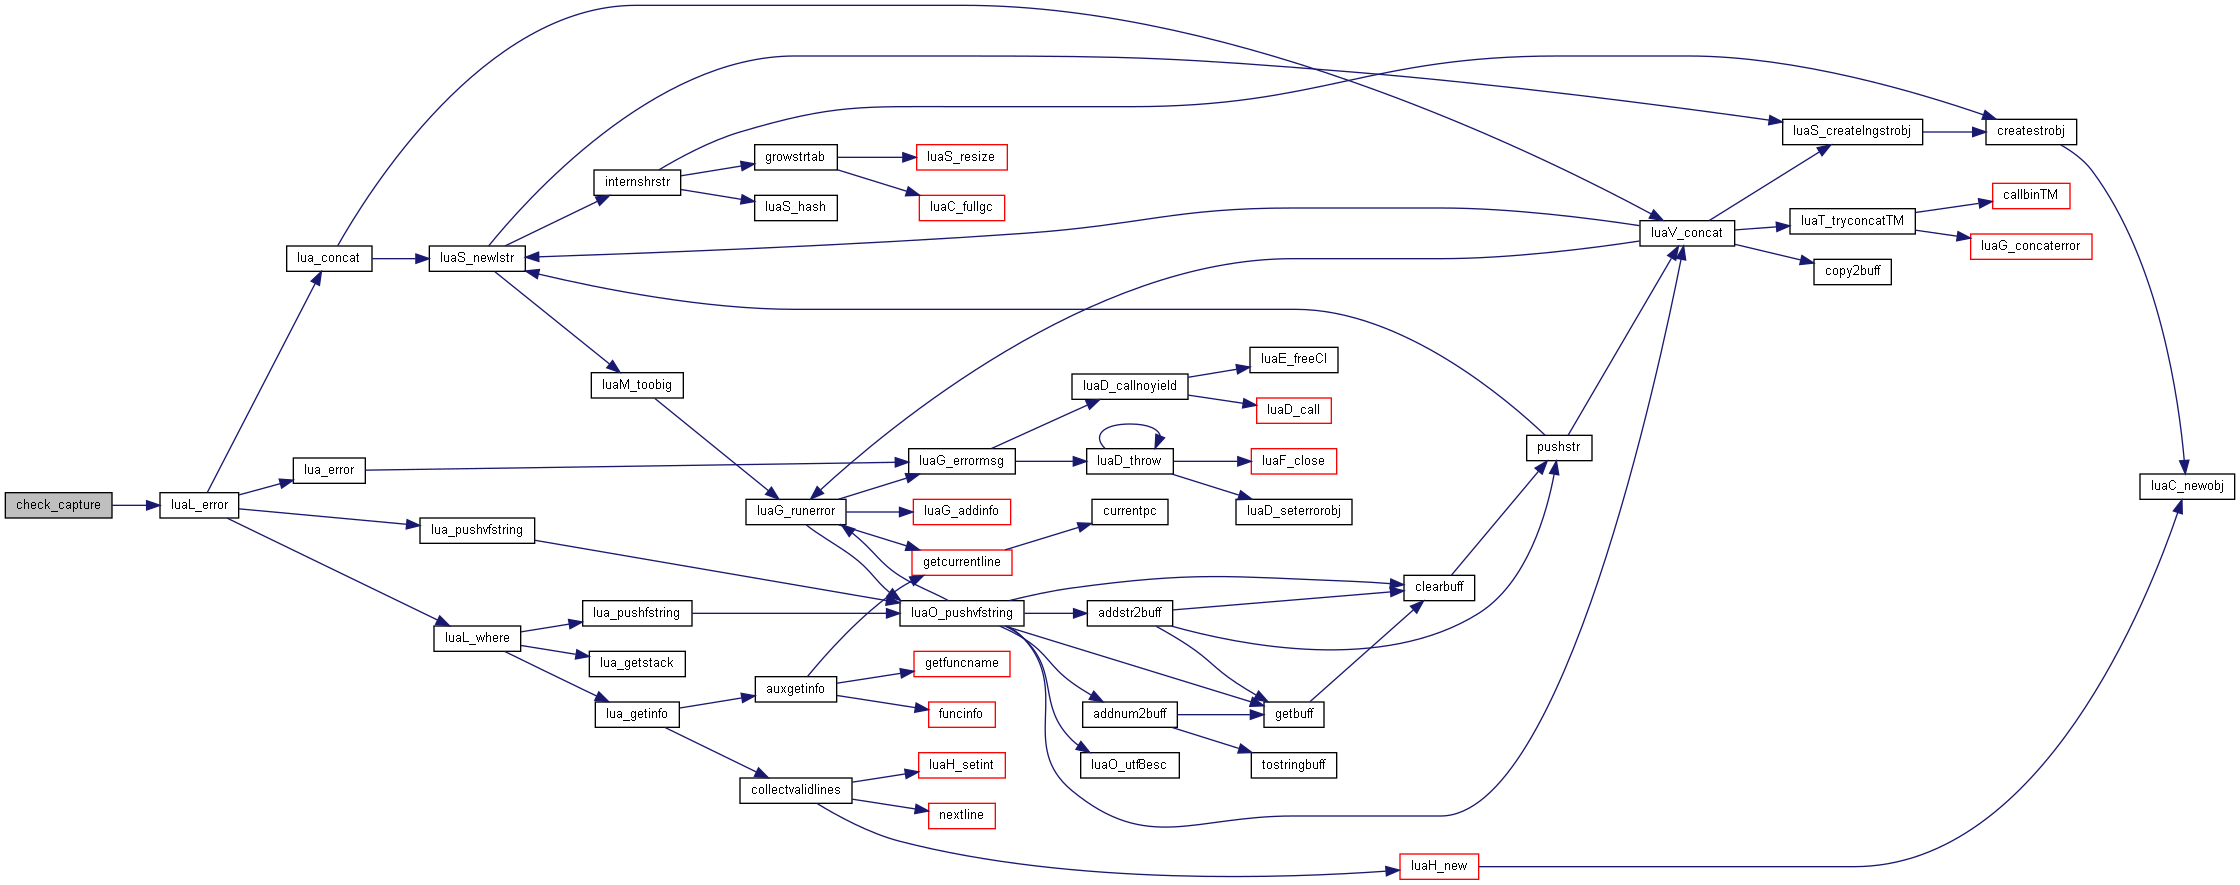 check_capture
luaL_error
lua_concat
lua_error
lua_pushvfstring
luaL_where
luaS_newlstr
internshrstr
growstrtab
luaS_hash
luaS_resize
luaC_fullgc
luaM_toobig
luaG_runerror
luaG_errormsg
luaG_addinfo
getcurrentline
currentpc
luaD_callnoyield
luaE_freeCI
luaD_call
luaD_throw
luaF_close
luaD_seterrorobj
lua_pushfstring
lua_getstack
lua_getinfo
luaO_pushvfstring
auxgetinfo
getfuncname
funcinfo
collectvalidlines
luaH_setint
nextline
luaH_new
addstr2buff
addnum2buff
luaO_utf8esc
getbuff
tostringbuff
clearbuff
pushstr
luaV_concat
luaS_createlngstrobj
createstrobj
luaT_tryconcatTM
callbinTM
luaG_concaterror
copy2buff
luaC_newobj